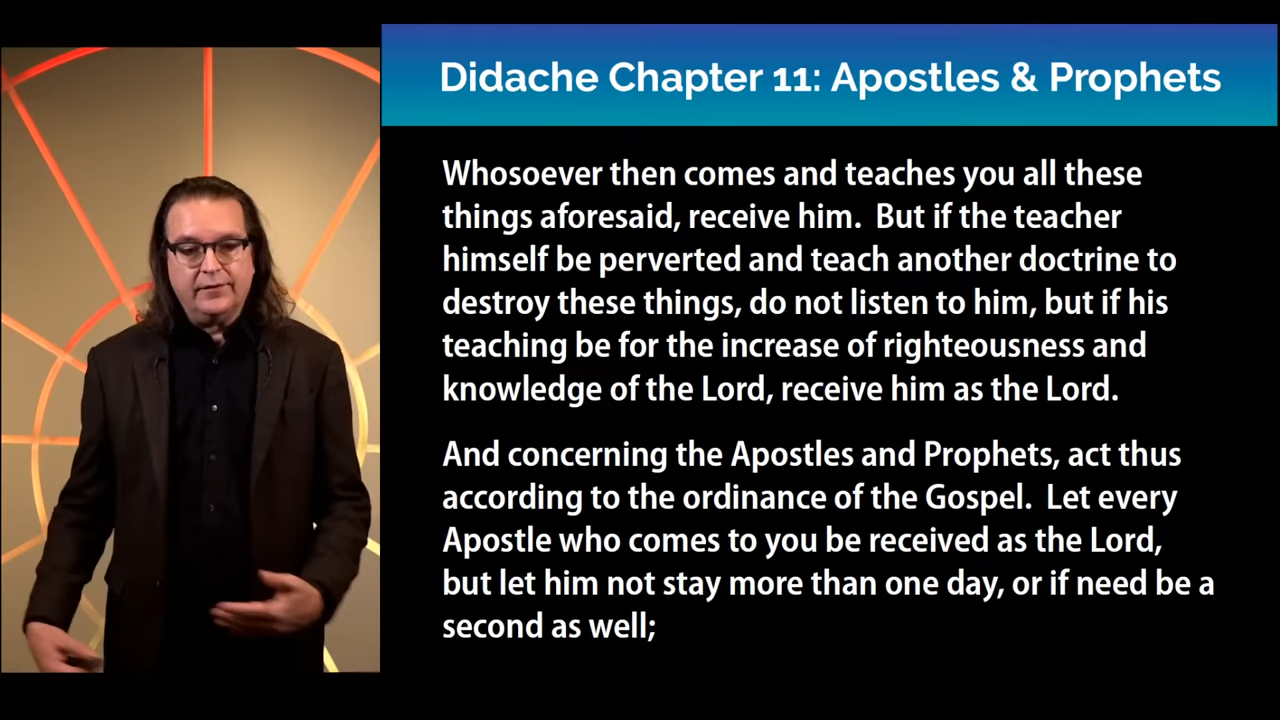 Didache Chapter 11: Apostles & Prophets
Whosoever then comes and teaches you all these
things aforesaid, receive him.  But if the teacher
himself be perverted and teach another doctrine to
destroy these things, do not listen to him, but if his
teaching be for the increase of righteousness and
knowledge of the Lord, receive him as the Lord.
And concerning the Apostles and Prophets, act thus
according to the ordinance of the Gospel.  Let every
Apostle who comes to you be received as the Lord,
but let him not stay more than one day, or if need be a
second as well;